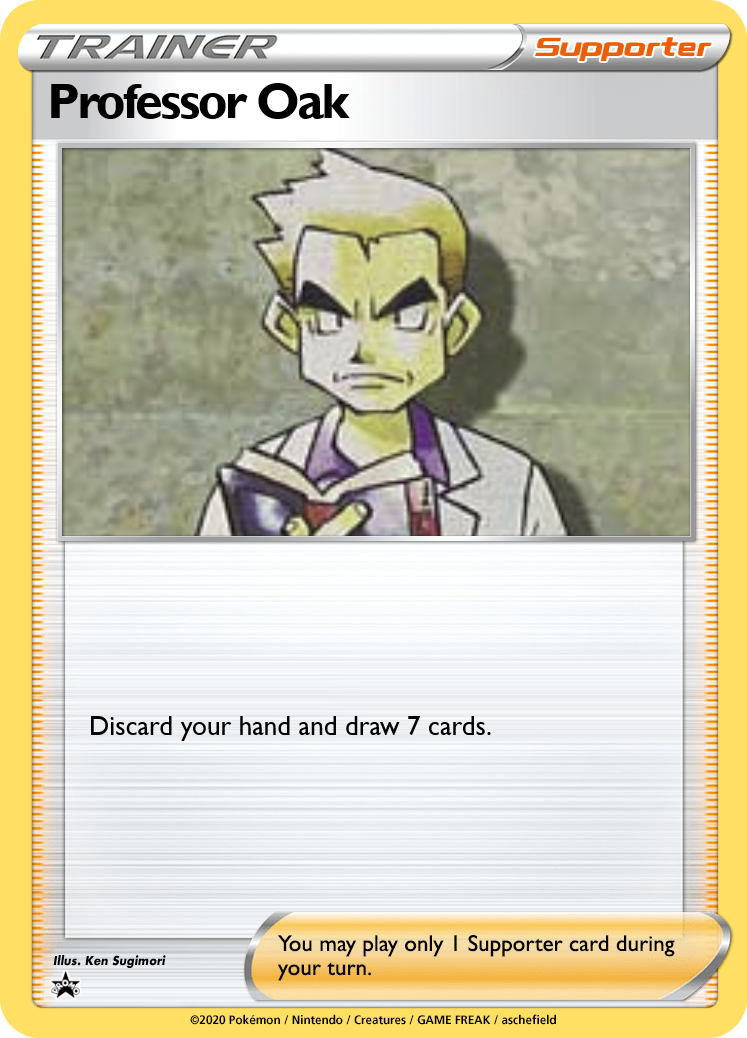 TRAINER
Supporter
Professor Oak
Discard your hand and draw 7 cards.
You may play only 1 Supporter card during
your turn.
Illus. Ken Sugimori
PROMO
©2020 Pokémon / Nintendo / Creatures / GAME FREAK / aschefield